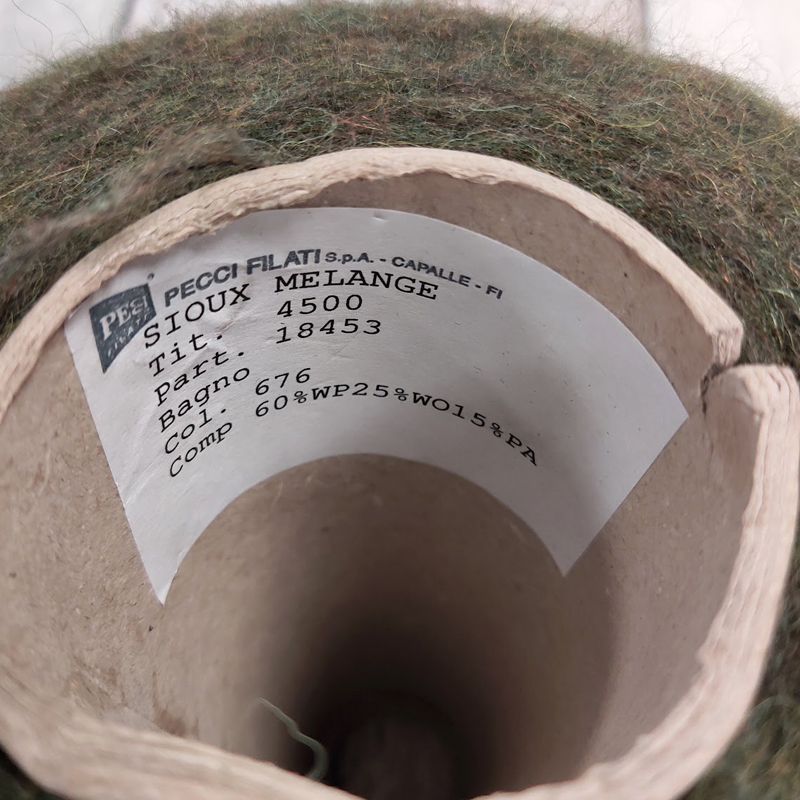 PECCI FILATI S.p.A. - CAPALLE - FI
SIOUX MELANGE
Tit. 4500
Part. 18453
Bagno
Col. 676
Comp 60%WP25%WO15%PA